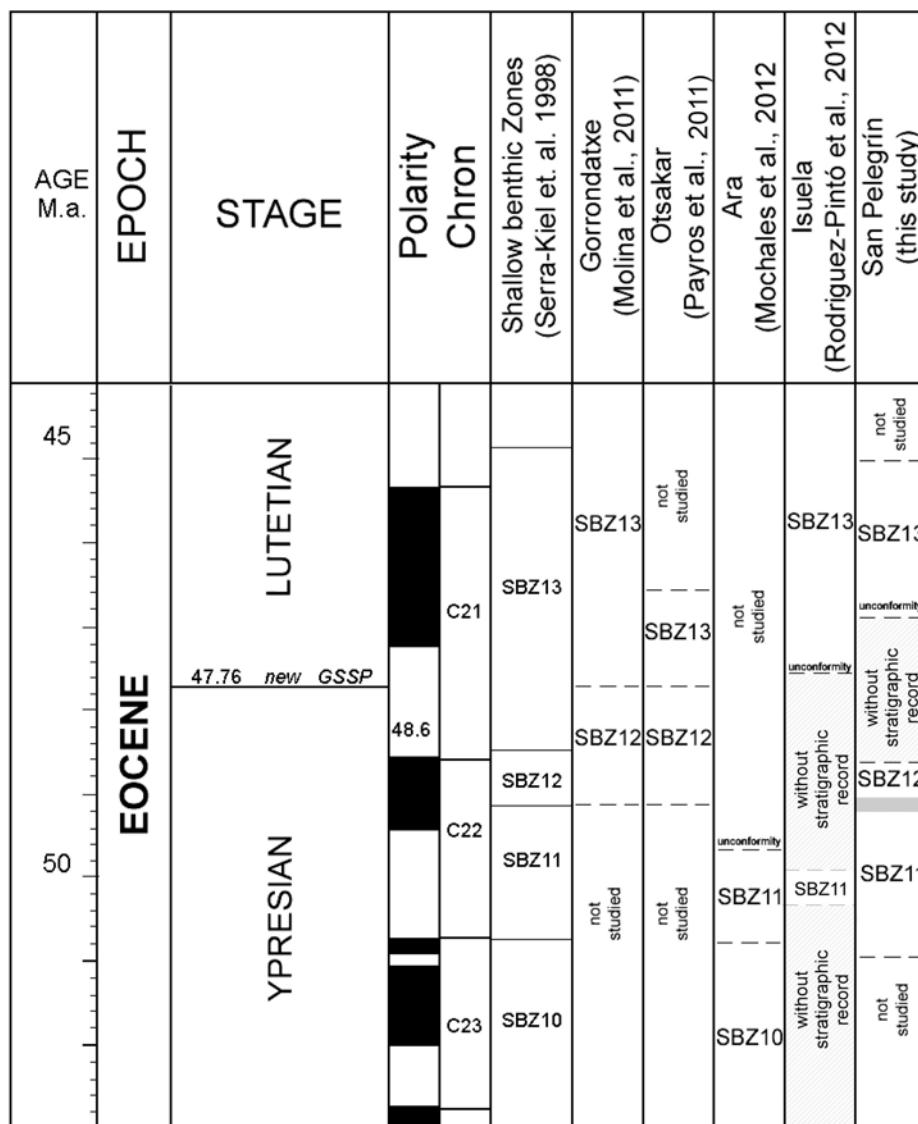 AGE
M.a.
EPOCH
STAGE
Polarity
Chron
Shallow benthic Zones
(Serra-Kiel et. al. 1998)
Gorrondatxe
(Molina et al., 2011)
Otsakar
(Payros et al., 2011)
Ara
(Mochales et al., 2012
Isuela
(Rodriguez-Pintó et al., 2012
San Pelegrín
(this study)
45
50
EOCENE
LUTETIAN
47.76 new GSSP
YPRESIAN
48.6
C21
C22
C23
SBZ13
SBZ12
SBZ11
SBZ10
SBZ13
SBZ12
not
studied
not
studied
SBZ13
SBZ12
not
studied
not
studied
unconformity
SBZ11
SBZ10
SBZ13
unconformity
without
stratigraphic
record
SBZ11
without
stratigraphic
record
not
studied
SBZ13
unconformity
without
stratigraphic
record
SBZ12
SBZ11
not
studied